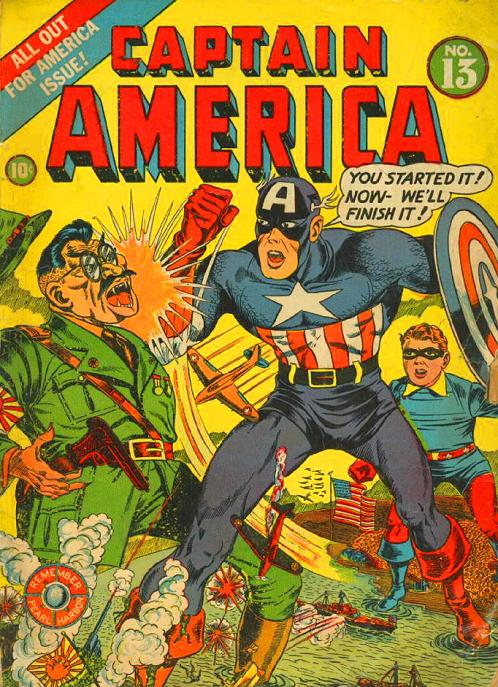 ALL OUT
FOR AMERICA
ISSUE!
CAPTAIN
AMERICA
NO.
13
10¢
YOU STARTED IT!
NOW- WE'LL
FINISH IT!
A
REMEMBER
PEARL HARBOR